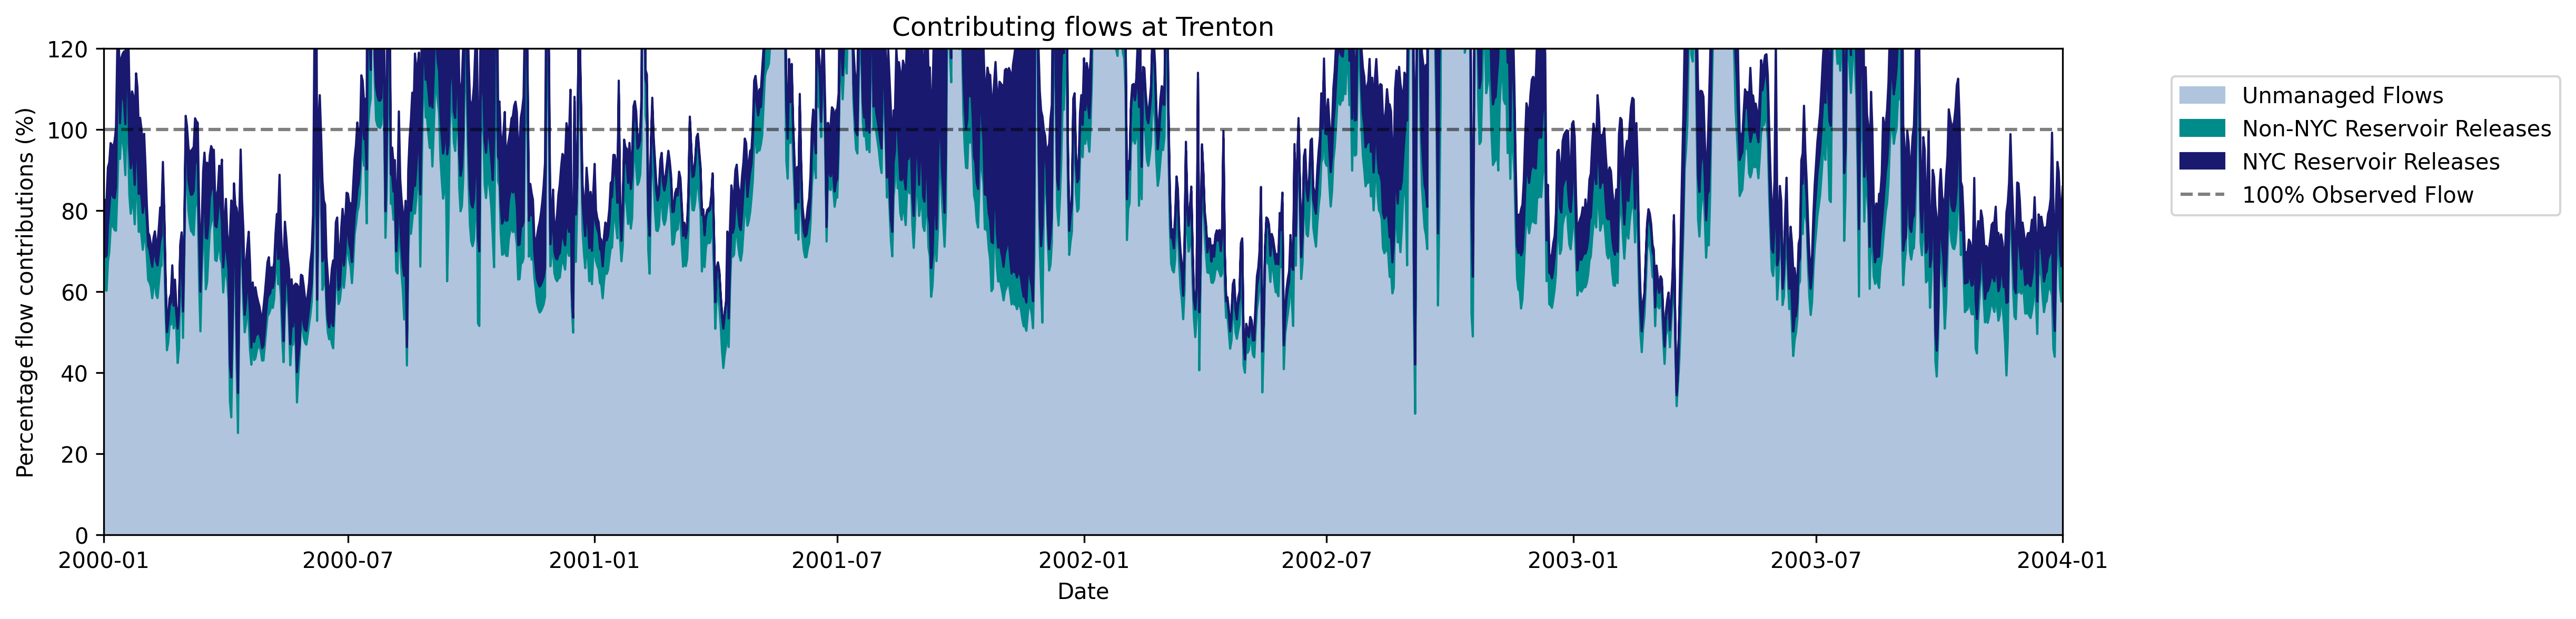 Contributing flows at Trenton
120
100
80
60
40
20
0
Percentage flow contributions (%)
2000-01
2000-07
2001-01
2001-07
2002-01
2002-07
2003-01
2003-07
2004-01
Date
Unmanaged Flows
Non-NYC Reservoir Releases
NYC Reservoir Releases
100% Observed Flow